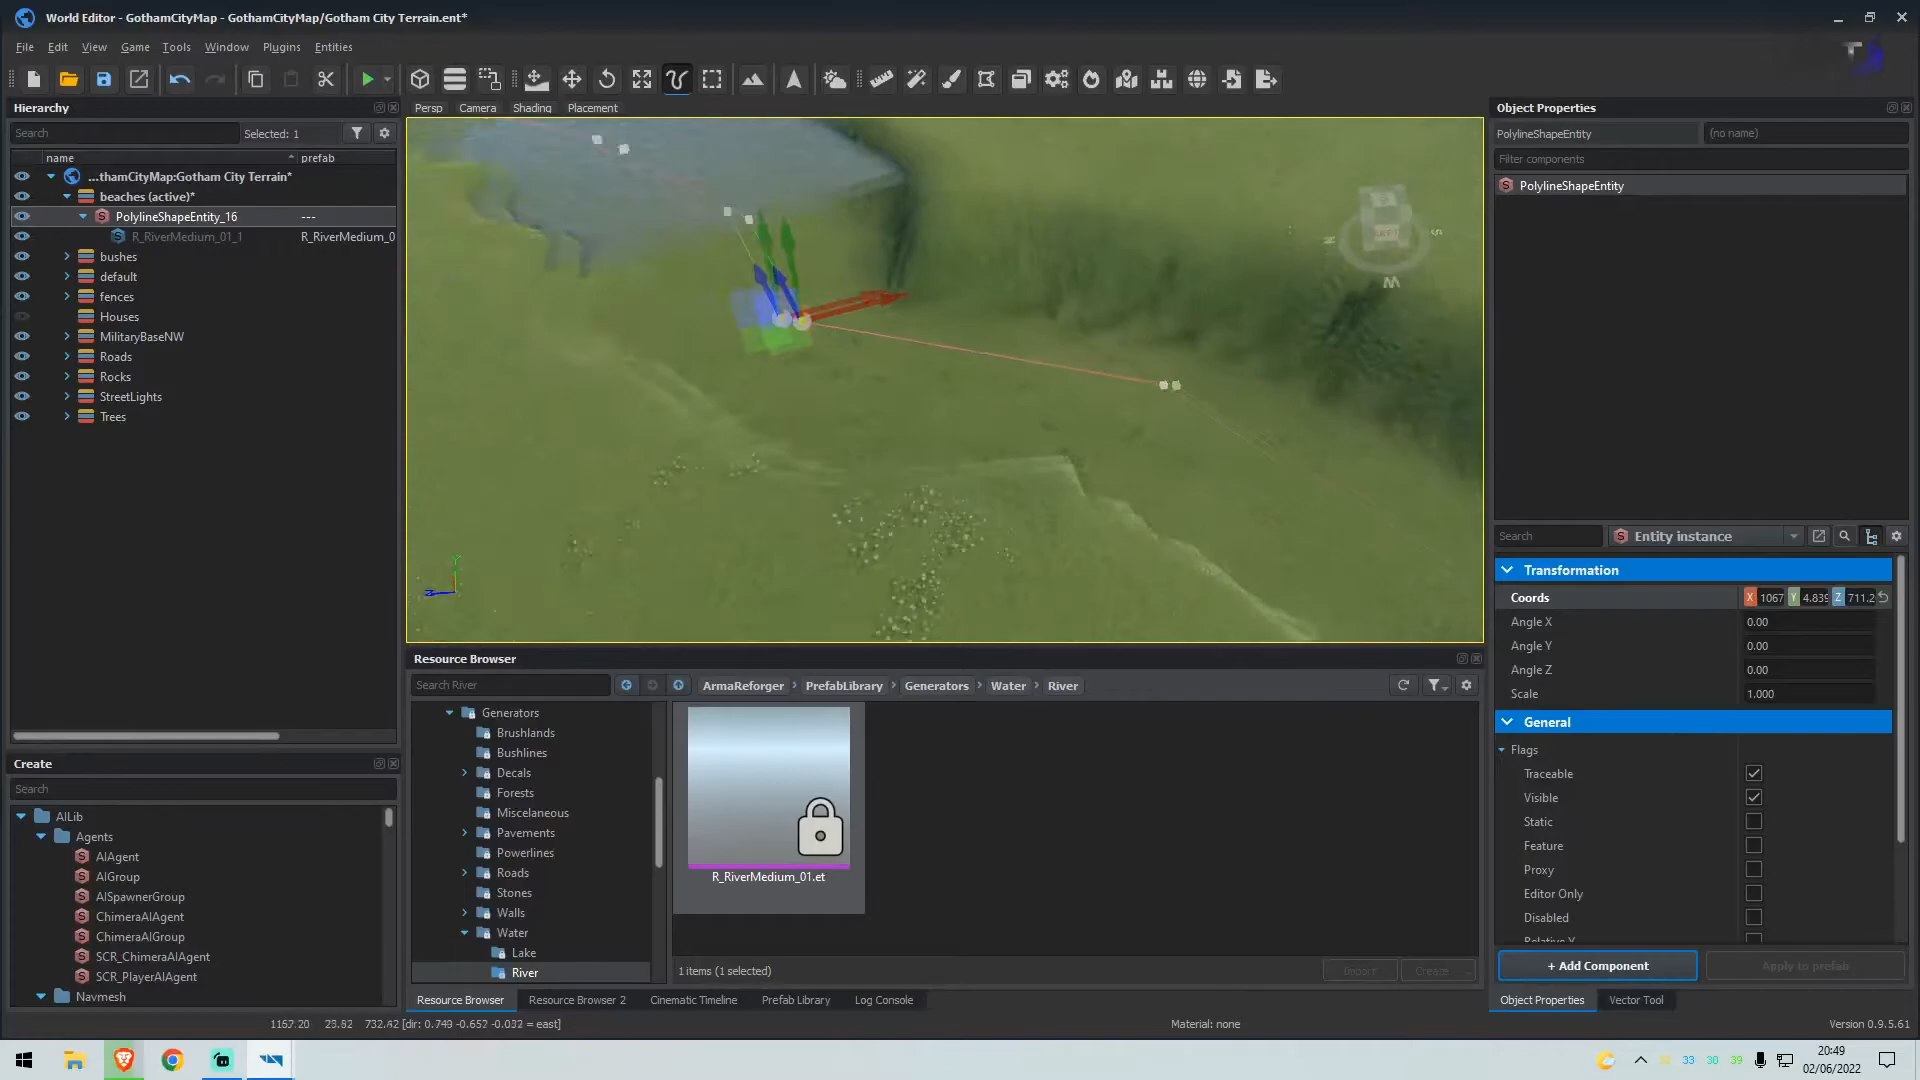 World Editor - GothamCityMap - GothamCityMap/Gotham City Terrain.ent*
File Edit View Game Tools Window Plugins Entities
Hierarchy
Search Selected: 1
name prefab
...thamCityMap:Gotham City Terrain*
beaches (active)*
PolylineShapeEntity_16 ---
R_RiverMedium_01_1 R_RiverMedium_0
bushes
default
fences
Houses
MilitaryBaseNW
Roads
Rocks
StreetLights
Trees
Create
Search
AILib
Agents
AIAgent
AIGroup
AISpawnerGroup
ChimeraAIAgent
ChimeraAIGroup
SCR_ChimeraAIAgent
SCR_PlayerAIAgent
Navmesh
Persp Camera Shading Placement
LEFT
N S W
Z
Resource Browser
Search River
ArmaReforger PrefabLibrary Generators Water River
Generators
Brushlands
Bushlines
Decals
Forests
Miscellaneous
Pavements
Powerlines
Roads
Stones
Walls
Water
Lake
River
R_RiverMedium_01.et
1 items (1 selected)
Import Create
Resource Browser Resource Browser 2 Cinematic Timeline Prefab Library Log Console
Object Properties
PolylineShapeEntity (no name)
Filter components
PolylineShapeEntity
Search Entity instance
Transformation
Coords X 1067 Y 4.839 Z 711.2
Angle X 0.00
Angle Y 0.00
Angle Z 0.00
Scale 1.000
General
Flags
Traceable
Visible
Static
Feature
Proxy
Editor Only
Disabled
Relative Y
+ Add Component Apply to prefab
Object Properties Vector Tool
732.42 [dir: 0.748 -0.652 -0.032 = east]
Material: none
Version 0.9.5.61
33 30 39
20:49
02/06/2022